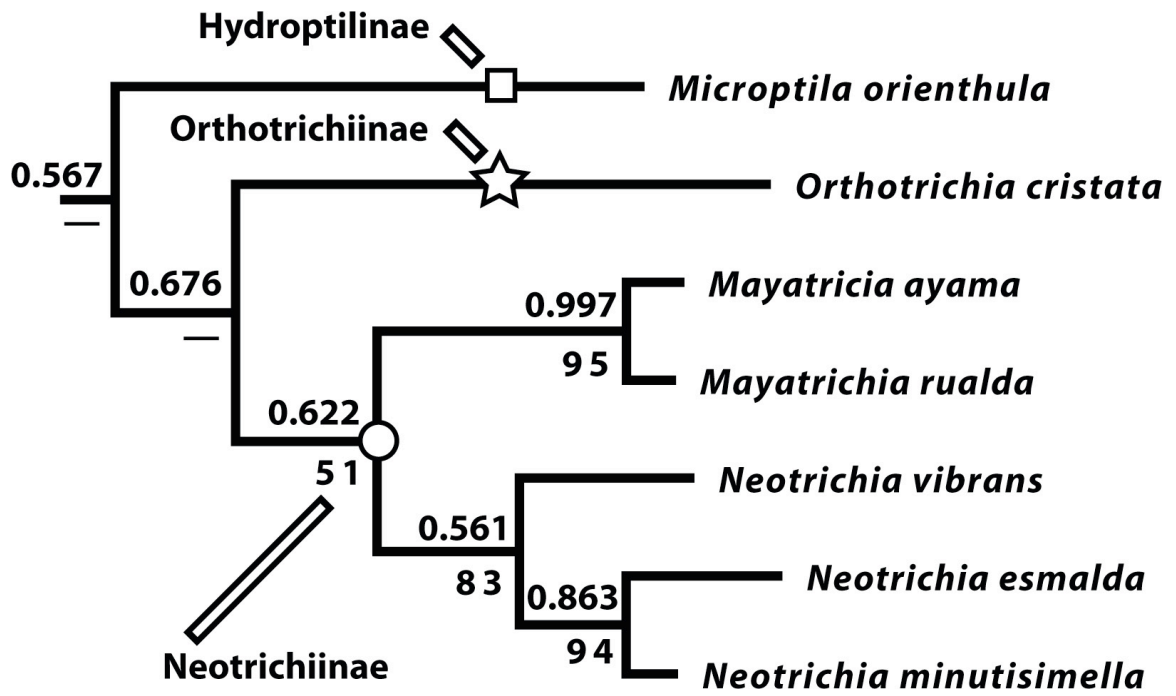 Hydroptilinae
Microptila orienthula
Orthotrichiinae
0.567
—
Orthotrichia cristata
0.676
—
Mayatricia ayama
0.997
95
Mayatrichia rualda
0.622
51
Neotrichia vibrans
0.561
83
Neotrichia esmalda
0.863
94
Neotrichiinae
Neotrichia minutisimella